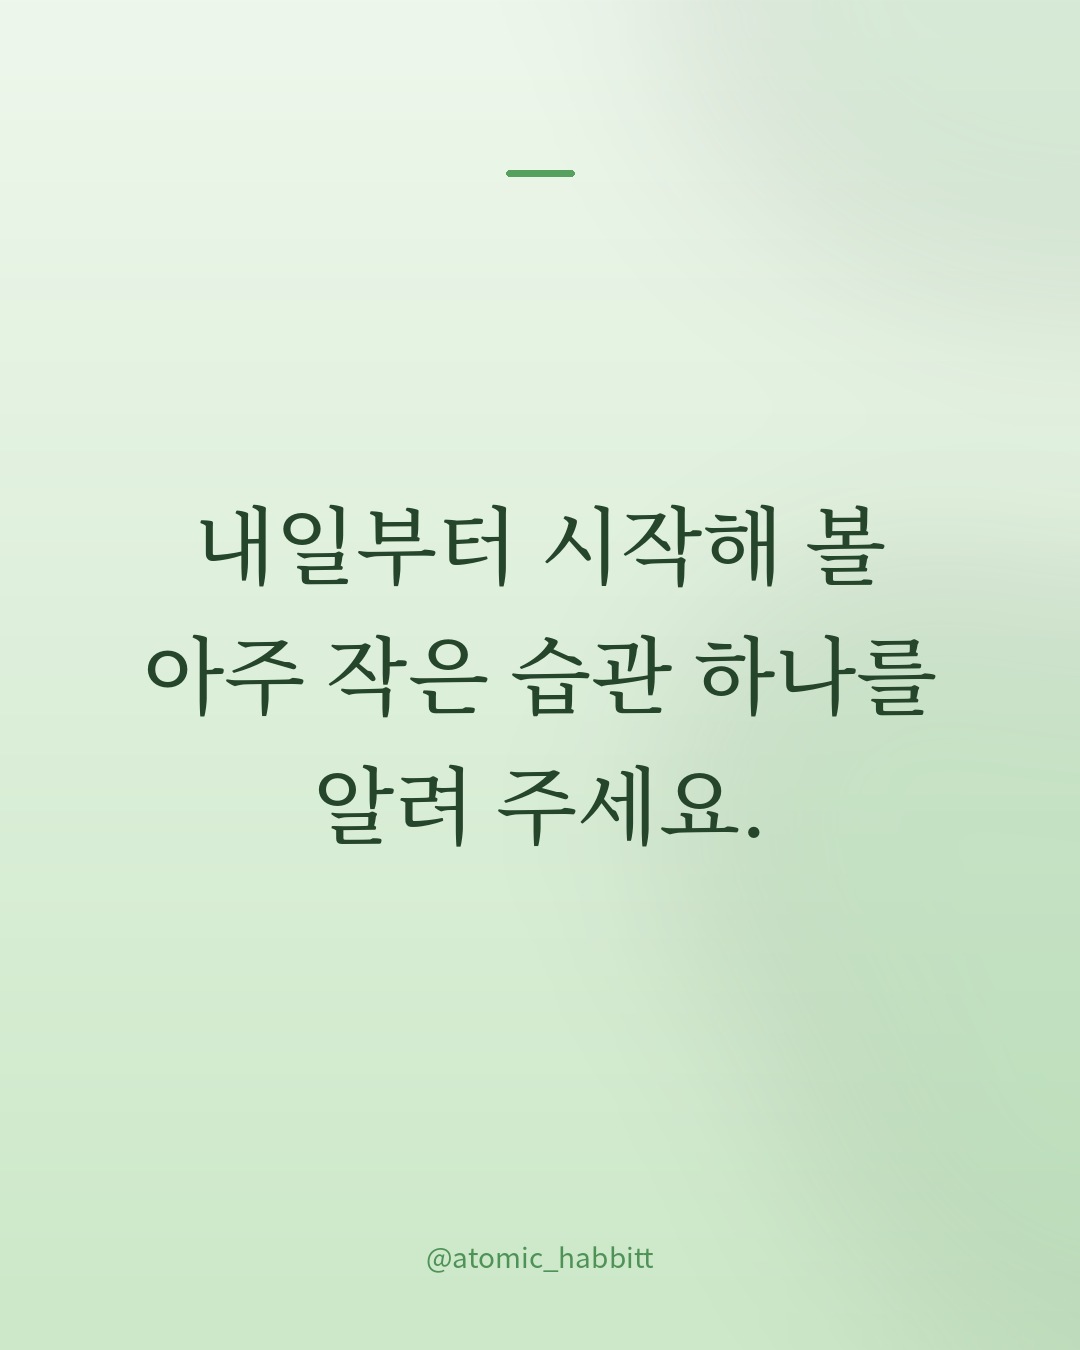 내일부터 시작해 볼
아주 작은 습관 하나를
알려 주세요.
@atomic_habbitt